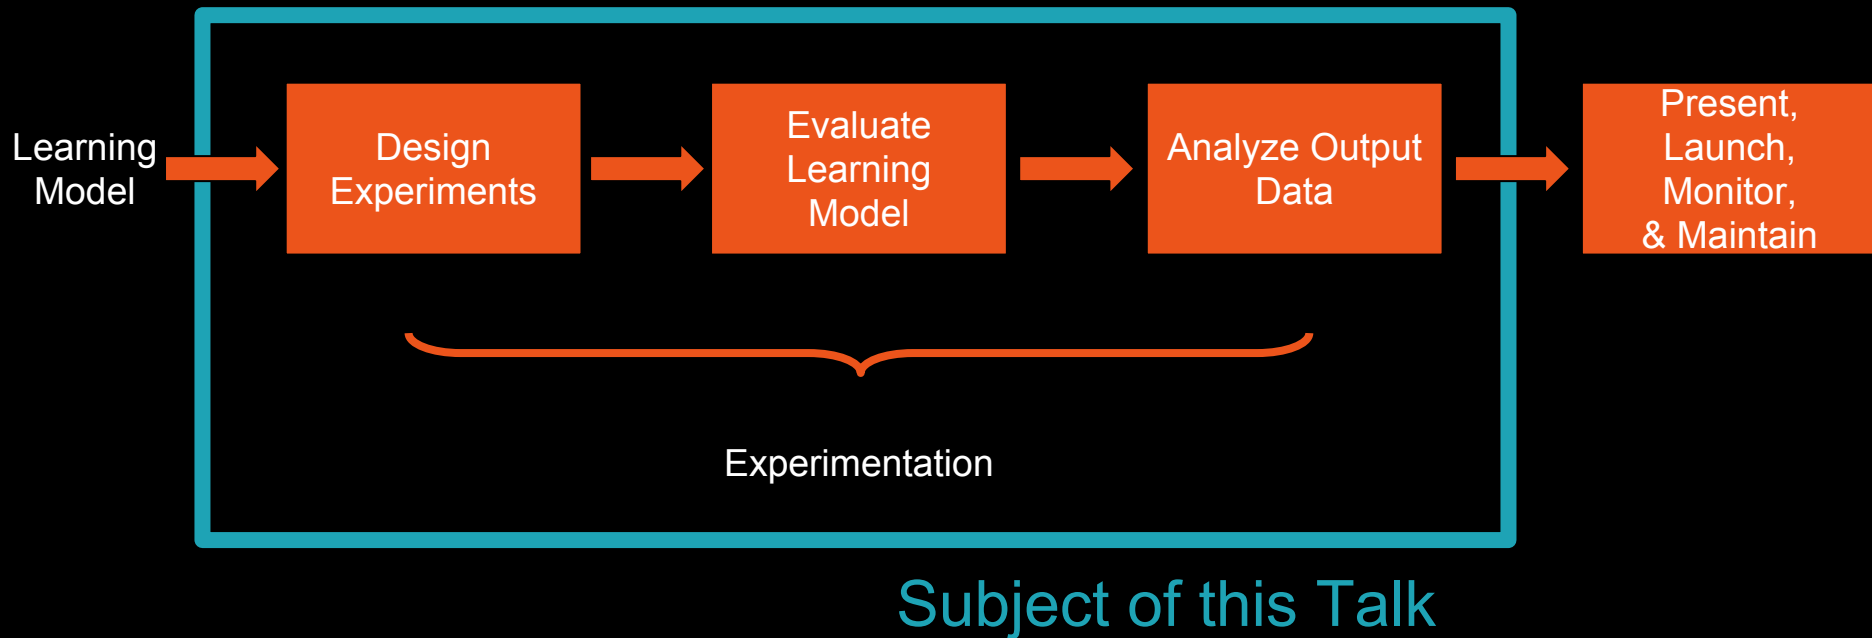 Learning
Model
Design
Experiments
Evaluate
Learning
Model
Analyze Output
Data
Present,
Launch,
Monitor,
& Maintain
Experimentation
Subject of this Talk